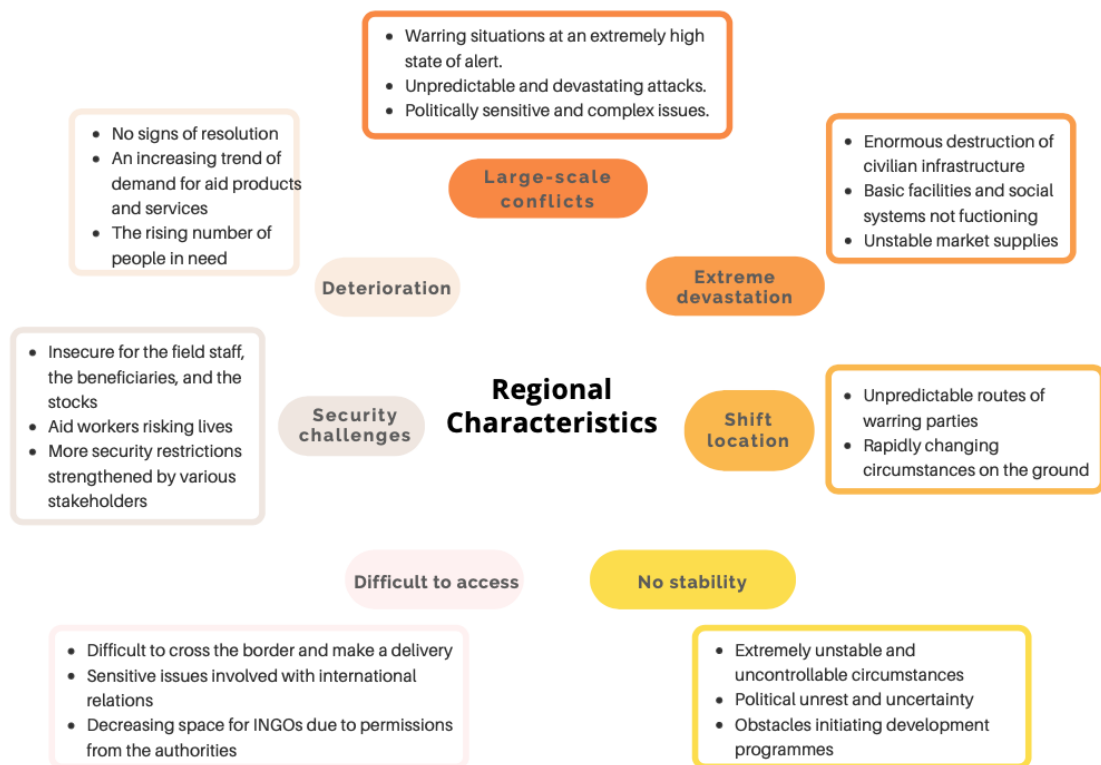 Regional
Characteristics
Large-scale
conflicts
• Warring situations at an extremely high
state of alert.
• Unpredictable and devastating attacks.
• Politically sensitive and complex issues.
Extreme
devastation
• Enormous destruction of
civilian infrastructure
• Basic facilities and social
systems not fuctioning
• Unstable market supplies
Shift
location
• Unpredictable routes of
warring parties
• Rapidly changing
circumstances on the ground
No stability
• Extremely unstable and
uncontrollable circumstances
• Political unrest and uncertainty
• Obstacles initiating development
programmes
Difficult to access
• Difficult to cross the border and make a delivery
• Sensitive issues involved with international
relations
• Decreasing space for INGOs due to permissions
from the authorities
Security
challenges
• Insecure for the field staff,
the beneficiaries, and the
stocks
• Aid workers risking lives
• More security restrictions
strengthened by various
stakeholders
Deterioration
• No signs of resolution
• An increasing trend of
demand for aid products
and services
• The rising number of
people in need